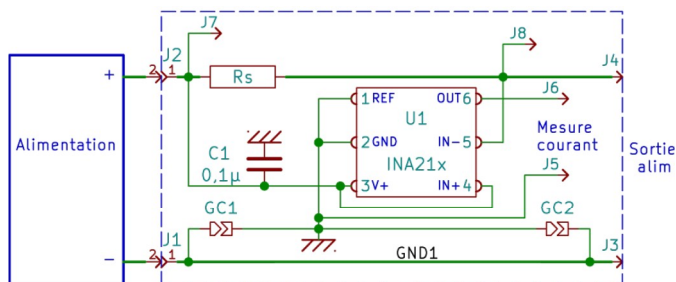 J7
J2
J8
J4
+
2
1
Rs
J6
1 REF
OUT 6
U1
Alimentation
C1
0,1µ
2 GND
IN- 5
INA21x
3 V+
IN+ 4
Mesure
courant
J5
Sortie
alim
GC1
GC2
J1
J3
−
2
1
GND1